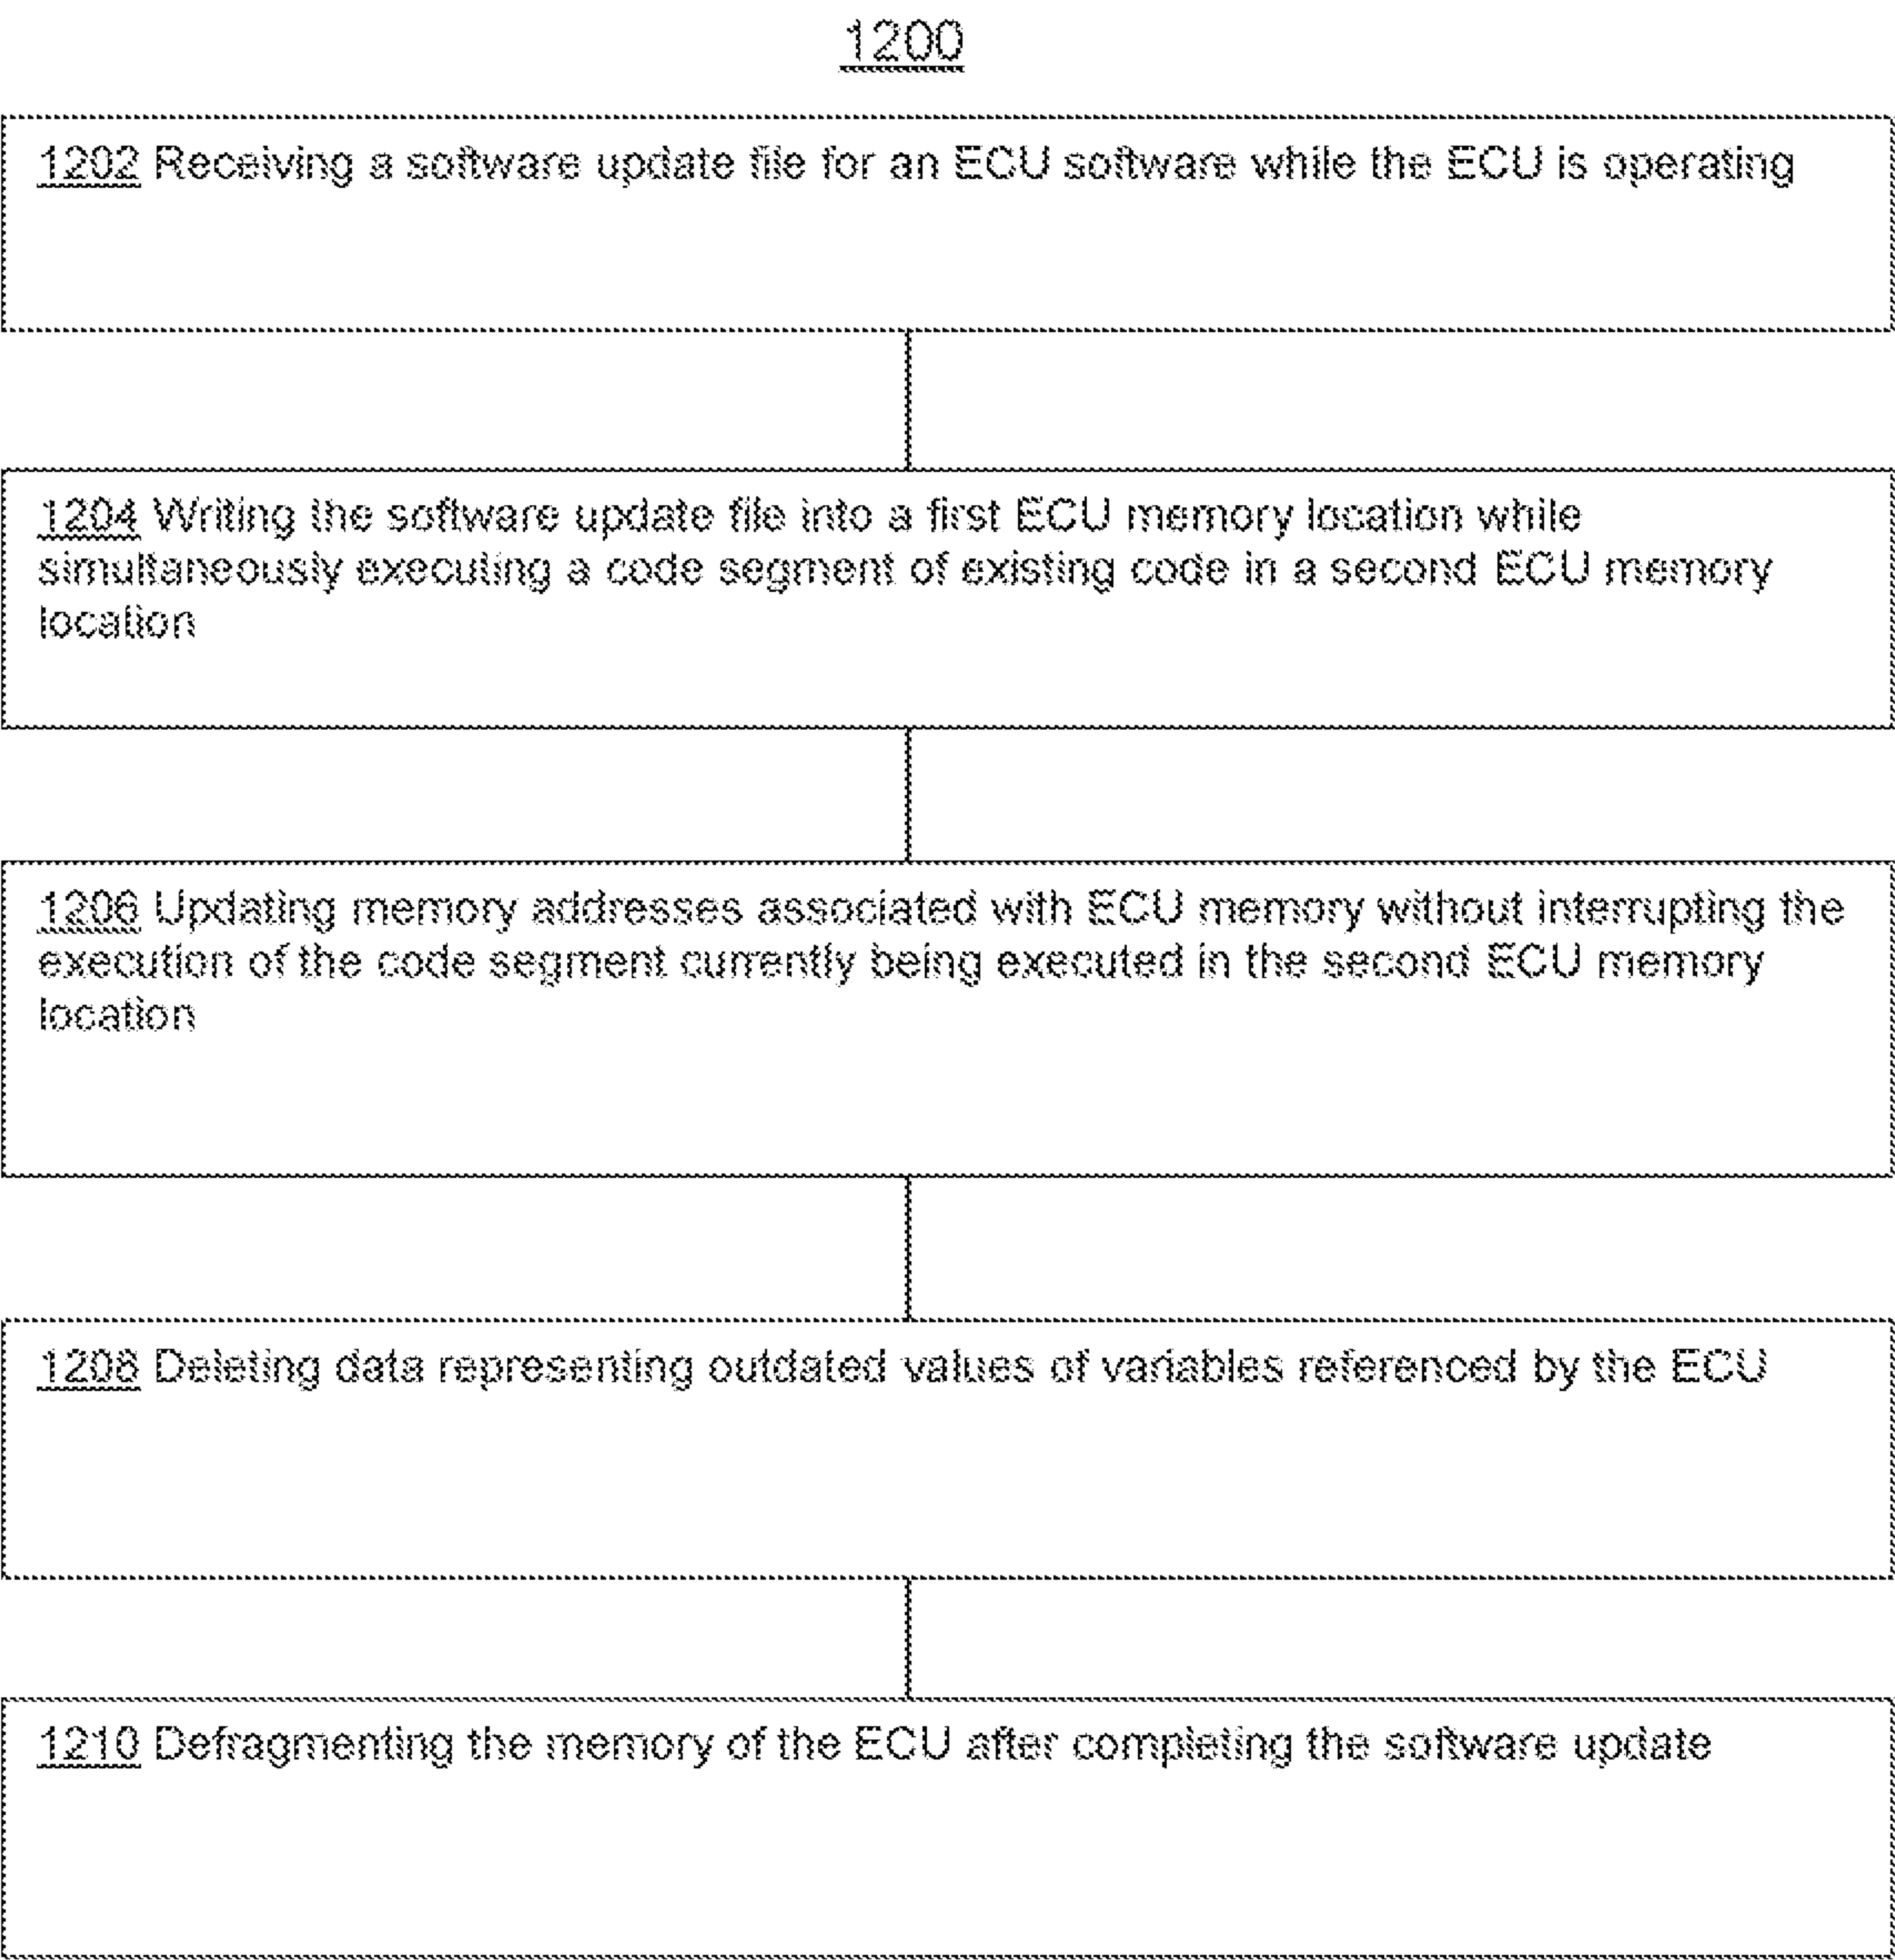 1200
1202 Receiving a software update file for an ECU software while the ECU is operating
1204 Writing the software update file into a first ECU memory location while
simultaneously executing a code segment of existing code in a second ECU memory
location
1206 Updating memory addresses associated with ECU memory without interrupting the
execution of the code segment currently being executed in the second ECU memory
location
1208 Deleting data representing outdated values of variables referenced by the ECU
1210 Defragmenting the memory of the ECU after completing the software update